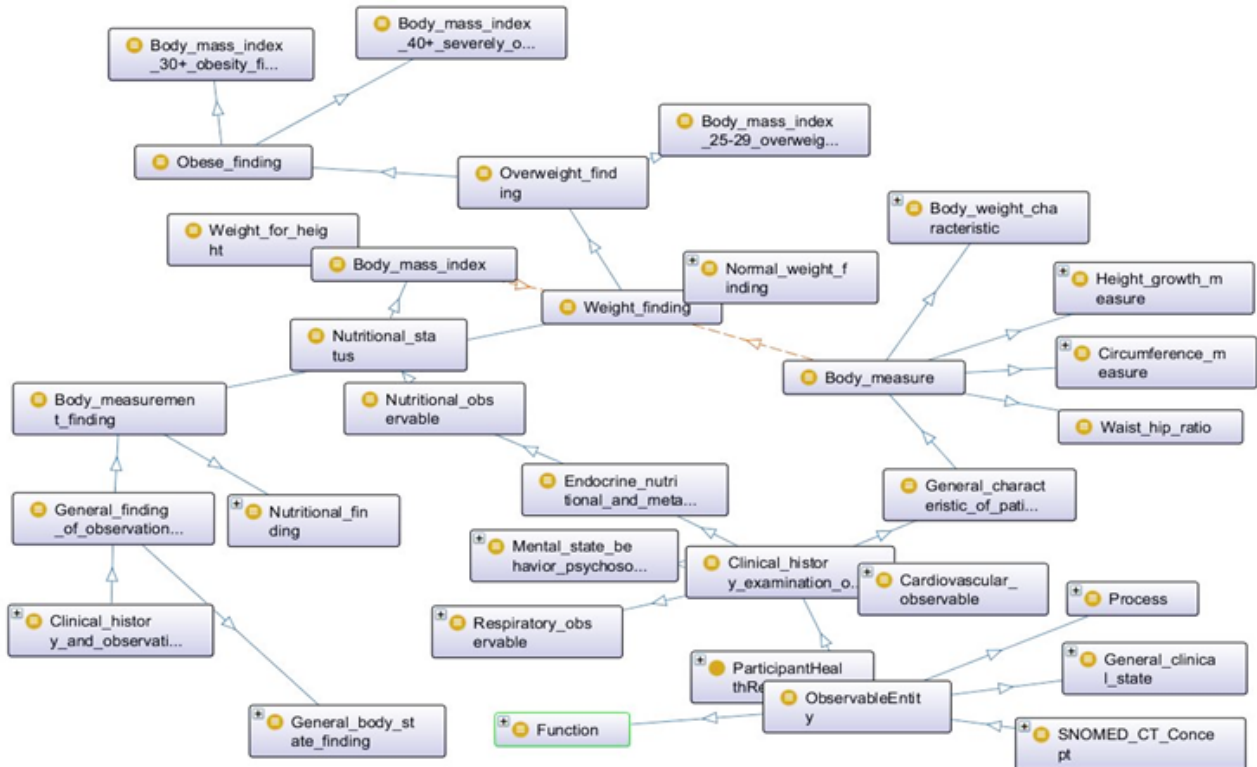 Body_mass_index
_40+_severely_o...
Body_mass_index
_30+_obesity_fi...
Body_mass_index
_25-29_overweig...
Obese_finding
Overweight_find
ing
Body_weight_cha
racteristic
Weight_for_heig
ht
Body_mass_index
Normal_weight_f
inding
Height_growth_m
easure
Weight_finding
Nutritional_sta
tus
Circumference_m
easure
Body_measure
Body_measuremen
t_finding
Nutritional_obs
ervable
Waist_hip_ratio
Endocrine_nutri
tional_and_meta...
General_charact
eristic_of_pati...
General_finding
_of_observation...
Nutritional_fin
ding
Mental_state_be
havior_psychoso...
Clinical_histor
y_examination_o...
Cardiovascular_
observable
Process
Clinical_histor
y_and_observati...
Respiratory_obs
ervable
ParticipantHeal
thRe
General_clinica
l_state
ObservableEntit
y
General_body_st
ate_finding
Function
SNOMED_CT_Conce
pt